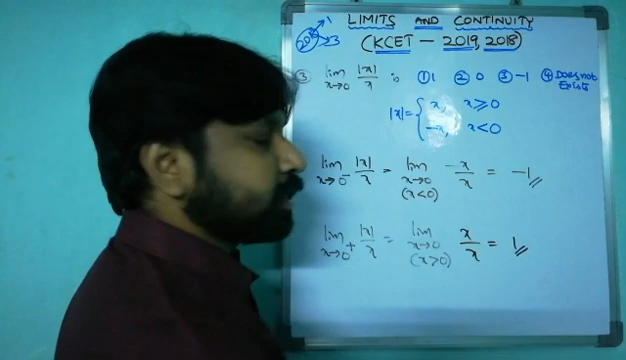 LIMITS AND CONTINUITY
(KCET – 2019, 2018)
③ lim x→0 |x|/x is ① 1 ② 0 ③ -1 ④ Does not Exists
|x| = { x, x ≥ 0
-x, x < 0
lim x→0⁻ |x|/x = lim x→0 (x<0) -x/x = -1
lim x→0⁺ |x|/x = lim x→0 (x>0) x/x = 1